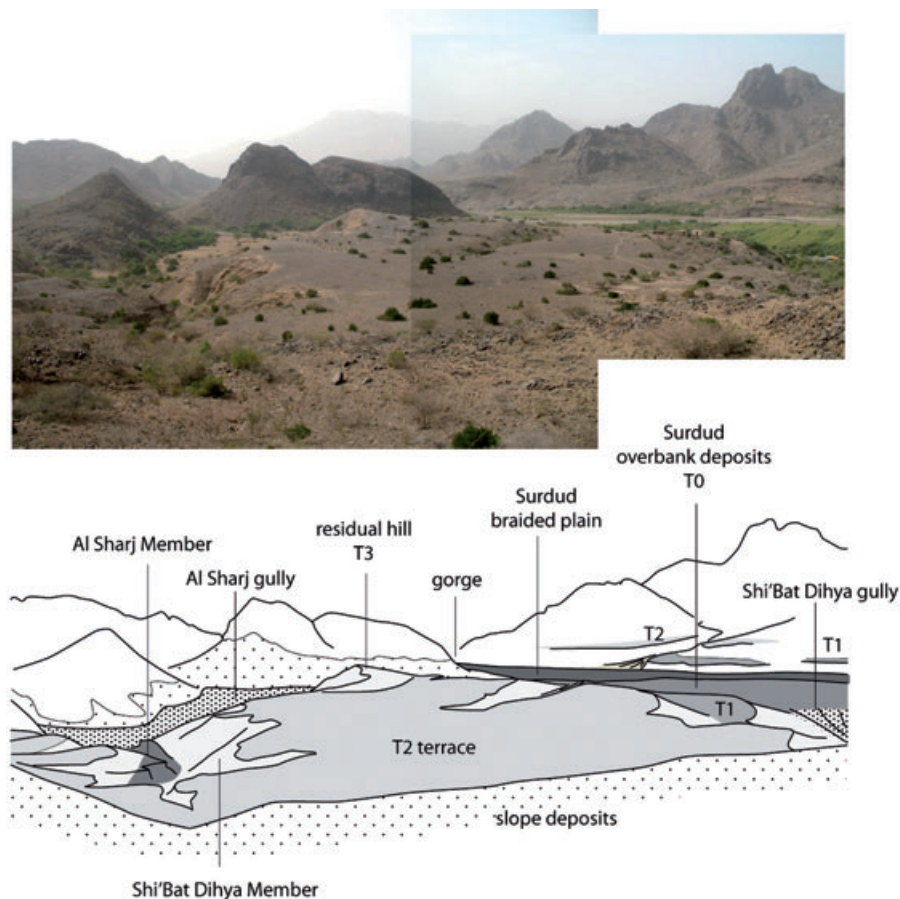 Surdud
overbank deposits
T0
Surdud
braided plain
residual hill
T3
Al Sharj Member
Al Sharj gully
gorge
Shi'Bat Dihya gully
T2
T1
T1
T2 terrace
slope deposits
Shi'Bat Dihya Member